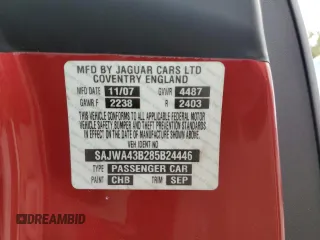 MFD BY JAGUAR CARS LTD
COVENTRY ENGLAND
MFD DATE 11/07 GVWR 4487
GAWR F 2238 R 2403
THIS VEHICLE CONFORMS TO ALL APPLICABLE FEDERAL MOTOR
VEHICLE SAFETY, BUMPER AND THEFT PREVENTION STANDARDS
IN EFFECT ON THE DATE OF MANUFACTURE SHOWN ABOVE.
VEH IDENT NO
SAJWA43B285B24446
TYPE PASSENGER CAR
PAINT CHB TRIM SEP
DREAMBID